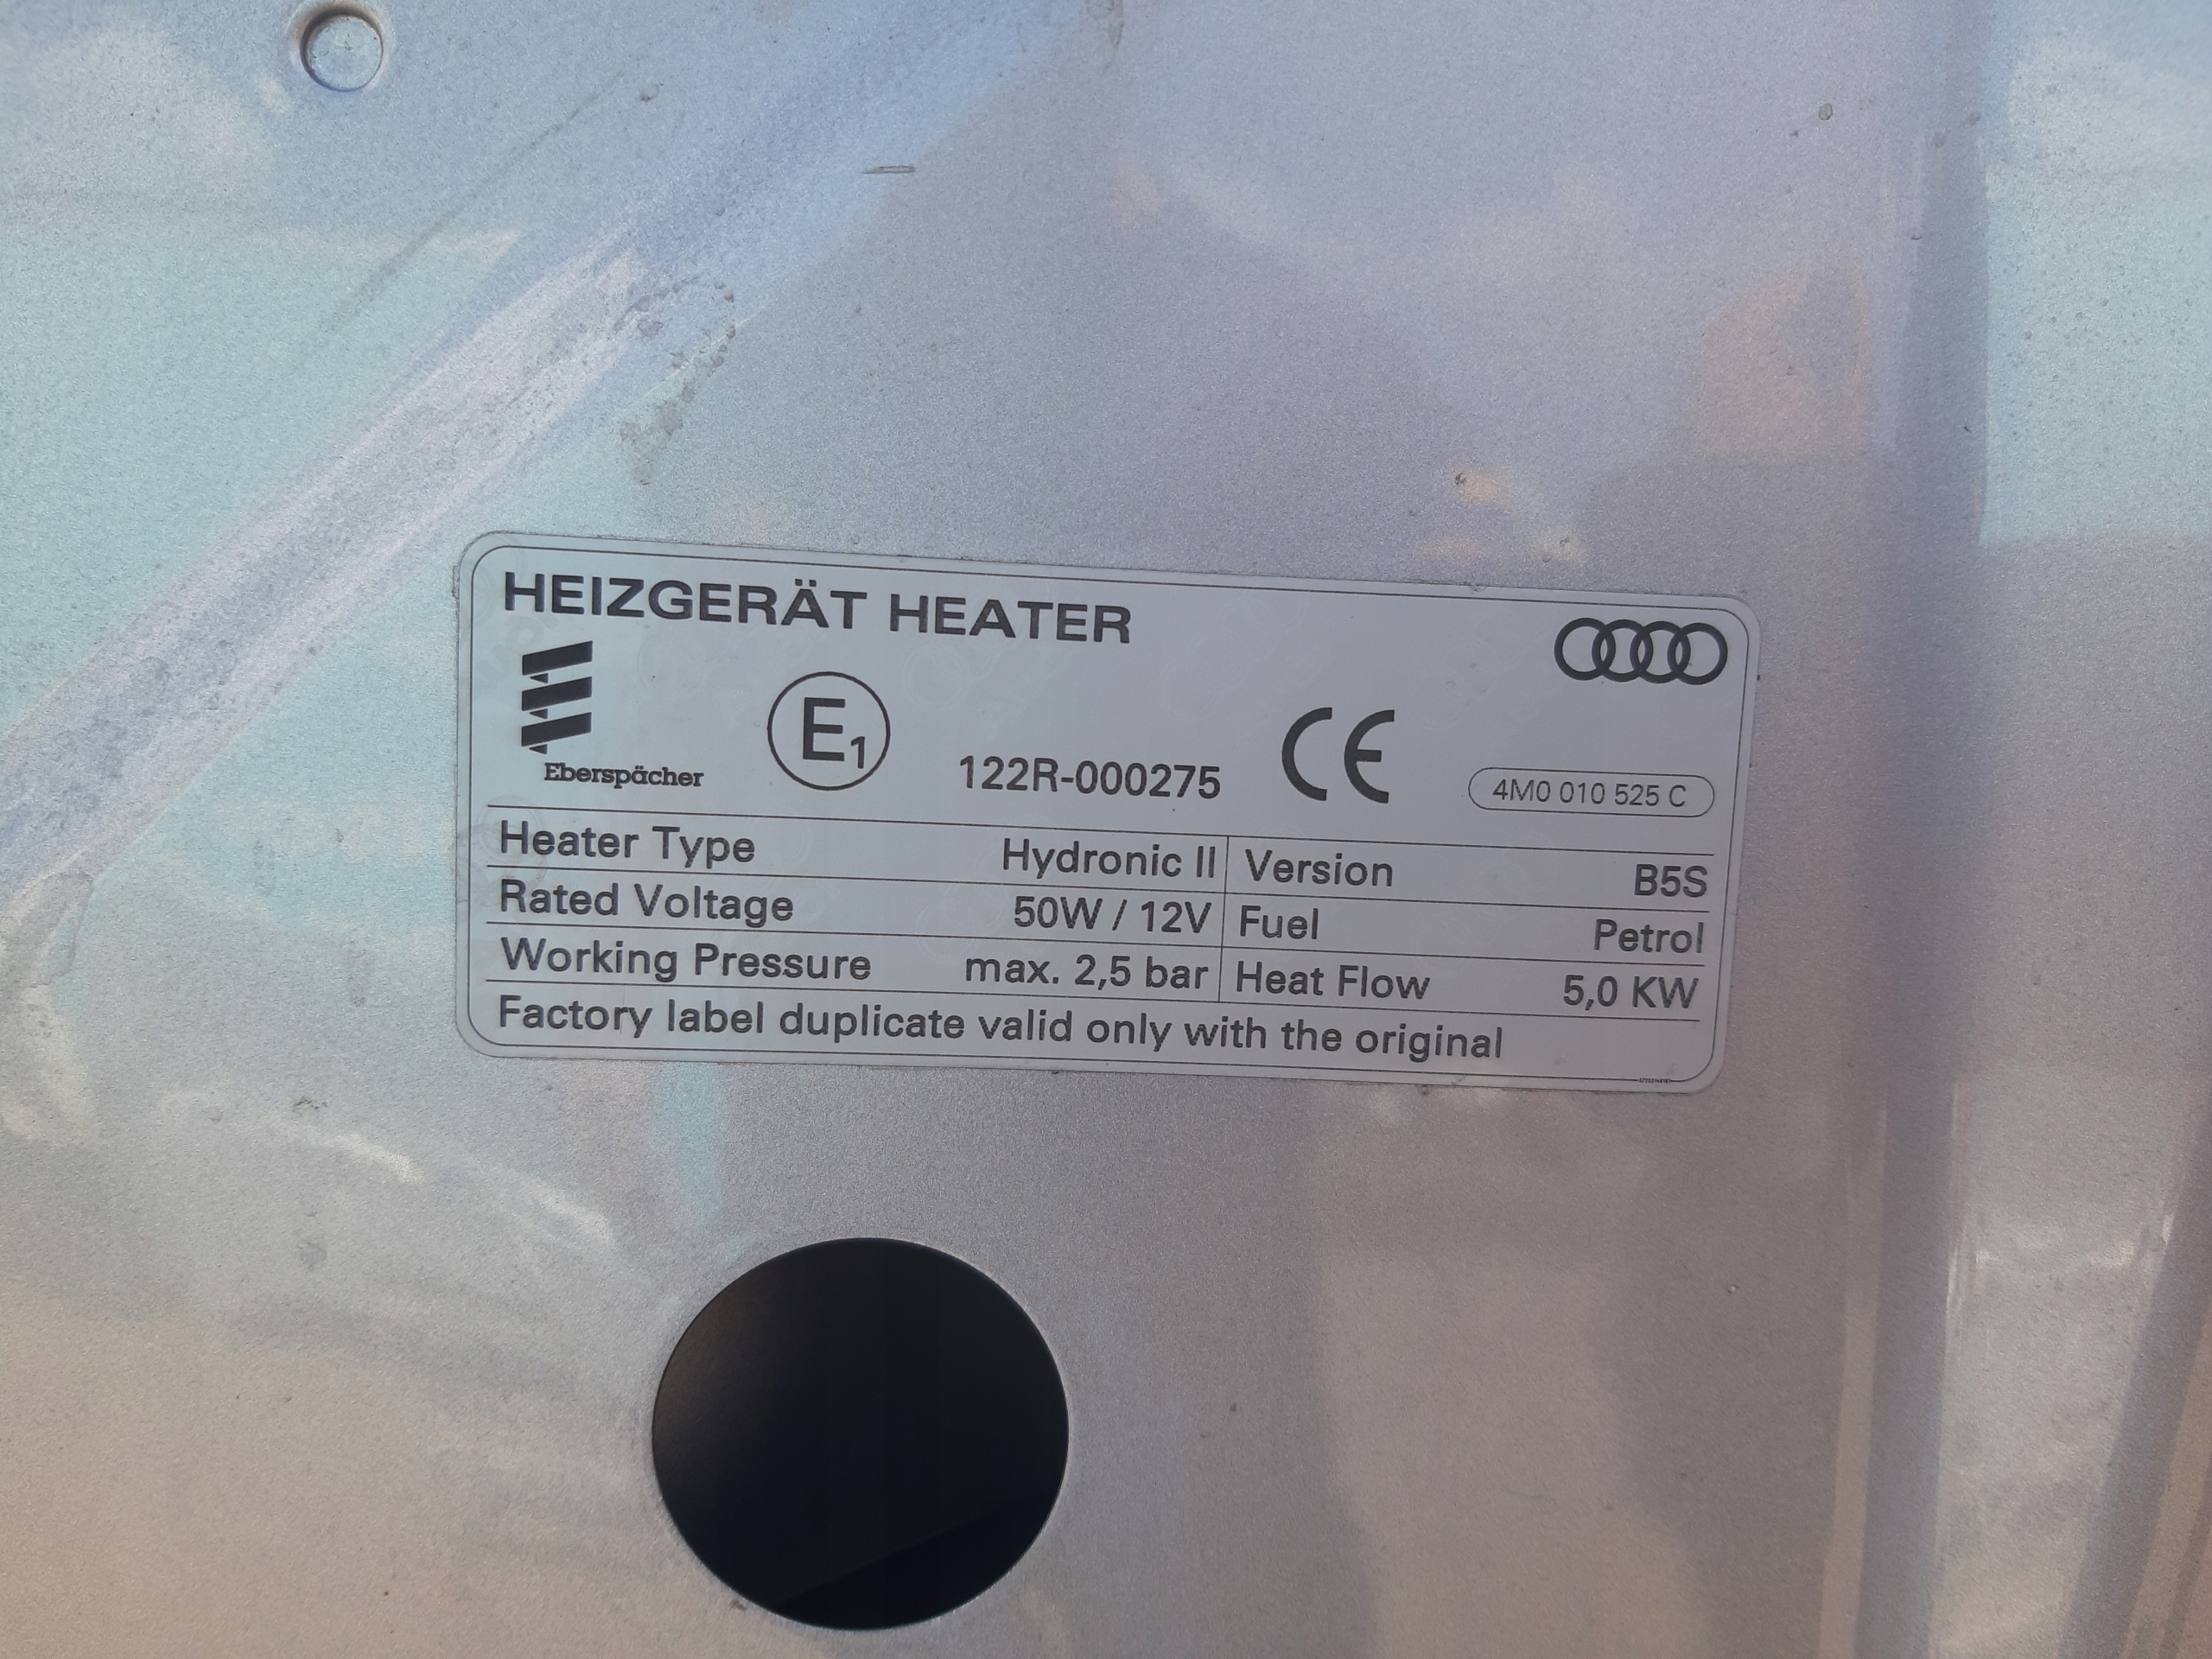 HEIZGERÄT HEATER
Eberspächer
E1
122R-000275
CE
4M0 010 525 C
Heater Type Hydronic II Version B5S
Rated Voltage 50W / 12V Fuel Petrol
Working Pressure max. 2,5 bar Heat Flow 5,0 KW
Factory label duplicate valid only with the original